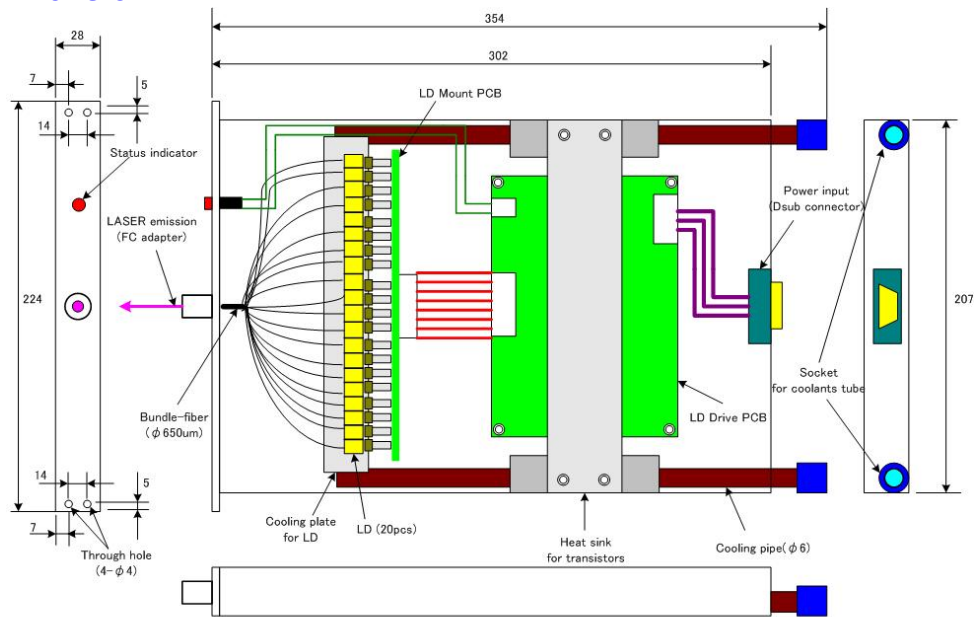 354
28
302
7
5
LD Mount PCB
14
Status indicator
Power input
(Dsub connector)
LASER emission
(FC adapter)
224
207
Socket
for coolants tube
LD Drive PCB
Bundle-fiber
(φ650um)
14
5
Cooling plate
for LD
LD (20pcs)
Heat sink
for transistors
Cooling pipe(φ6)
7
Through hole
(4-φ4)